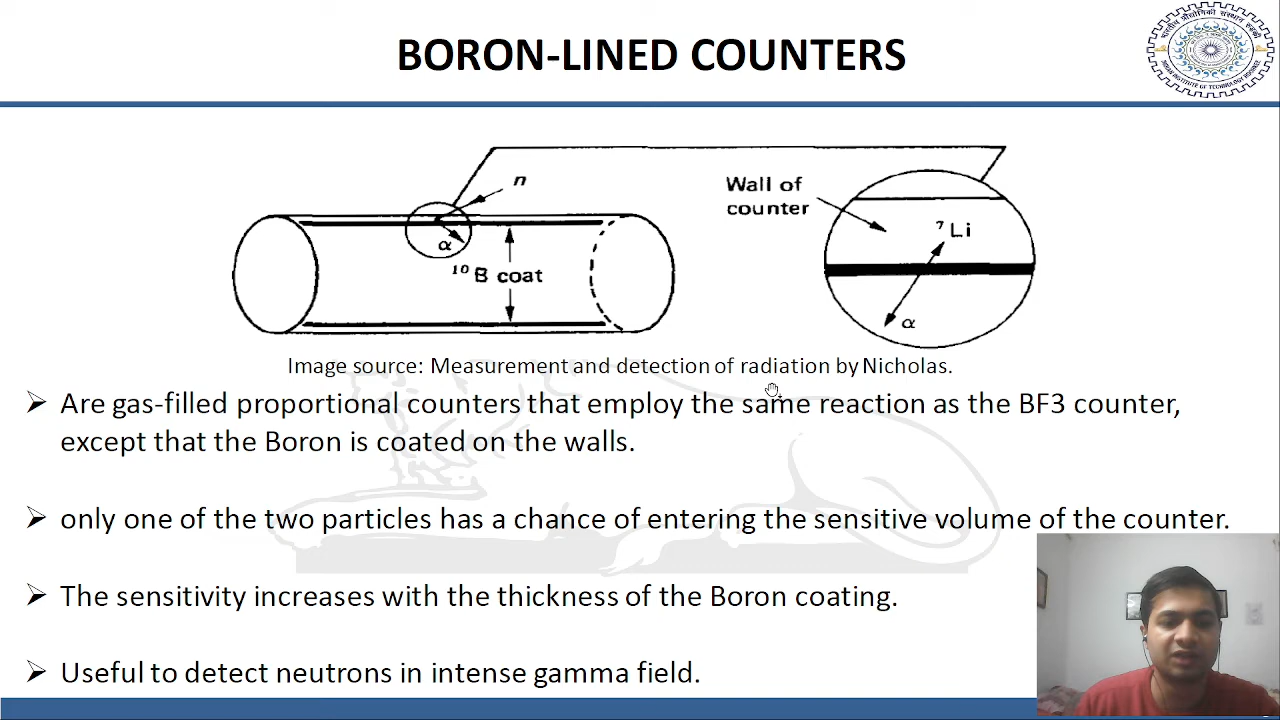 BORON-LINED COUNTERS
n
Wall of
counter
⁷Li
α
¹⁰B coat
α
Image source: Measurement and detection of radiation by Nicholas.
➢ Are gas-filled proportional counters that employ the same reaction as the BF3 counter,
except that the Boron is coated on the walls.
➢ only one of the two particles has a chance of entering the sensitive volume of the counter.
➢ The sensitivity increases with the thickness of the Boron coating.
➢ Useful to detect neutrons in intense gamma field.